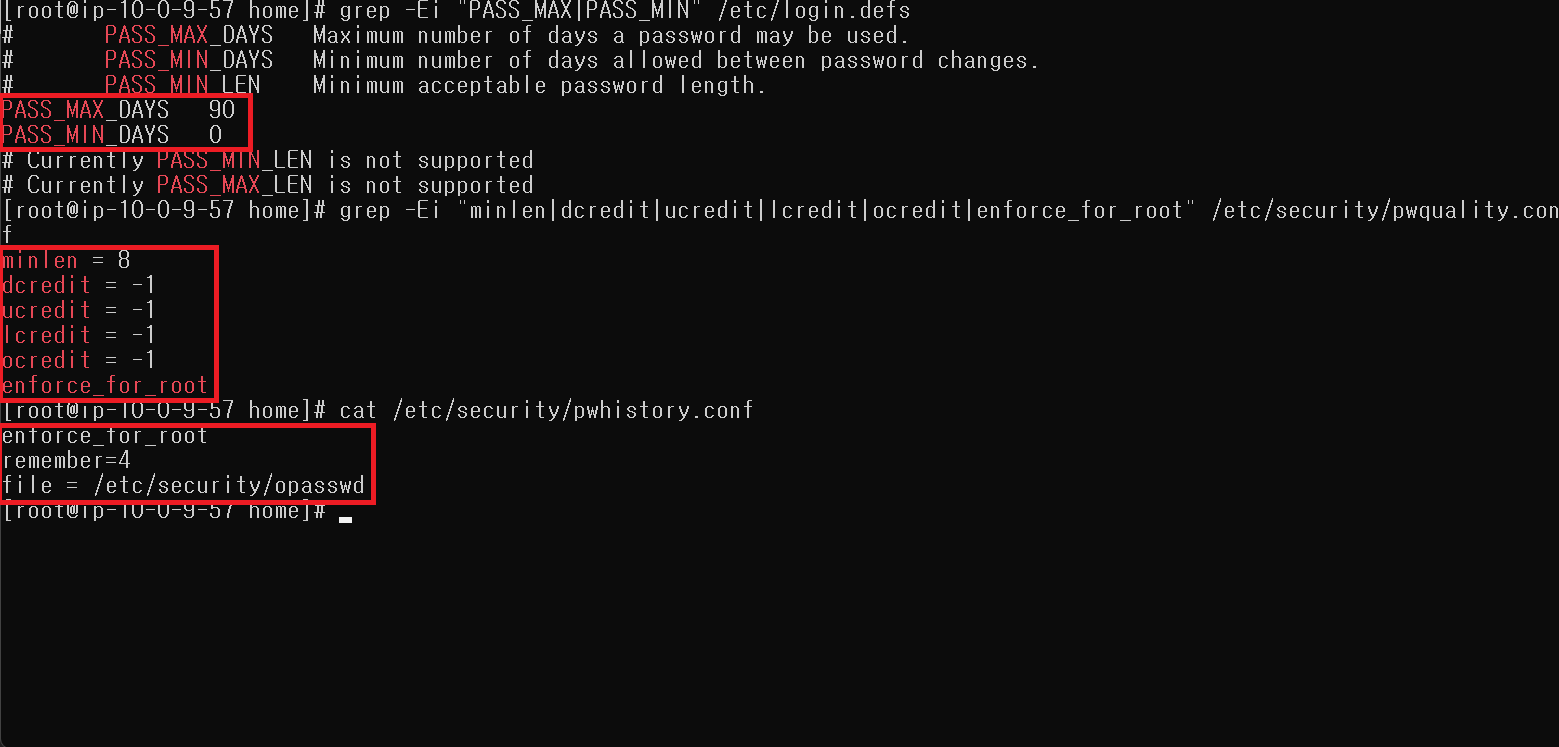 [root@ip-10-0-9-57 home]# grep -Ei "PASS_MAX|PASS_MIN" /etc/login.defs
#       PASS_MAX_DAYS   Maximum number of days a password may be used.
#       PASS_MIN_DAYS   Minimum number of days allowed between password changes.
#       PASS_MIN_LEN    Minimum acceptable password length.
PASS_MAX_DAYS   90
PASS_MIN_DAYS   0
# Currently PASS_MIN_LEN is not supported
# Currently PASS_MAX_LEN is not supported
[root@ip-10-0-9-57 home]# grep -Ei "minlen|dcredit|ucredit|lcredit|ocredit|enforce_for_root" /etc/security/pwquality.con
f
minlen = 8
dcredit = -1
ucredit = -1
lcredit = -1
ocredit = -1
enforce_for_root
[root@ip-10-0-9-57 home]# cat /etc/security/pwhistory.conf
enforce_for_root
remember=4
file = /etc/security/opasswd
[root@ip-10-0-9-57 home]#